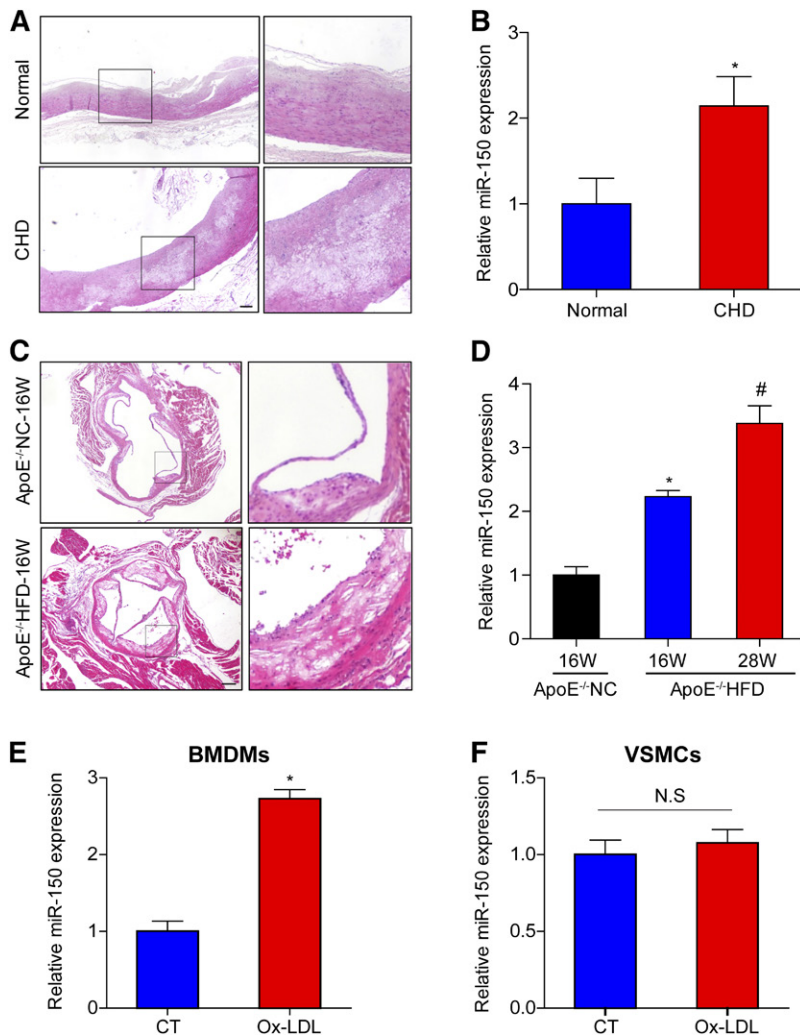 A
Normal
CHD
B
Relative miR-150 expression
3
2
1
0
*
Normal
CHD
C
ApoE-/-NC-16W
ApoE-/-HFD-16W
D
Relative miR-150 expression
4
3
2
1
0
*
#
16W
16W
28W
ApoE-/-NC
ApoE-/-HFD
E
BMDMs
Relative miR-150 expression
3
2
1
0
*
CT
Ox-LDL
F
VSMCs
Relative miR-150 expression
1.5
1.0
0.5
0.0
N.S
CT
Ox-LDL